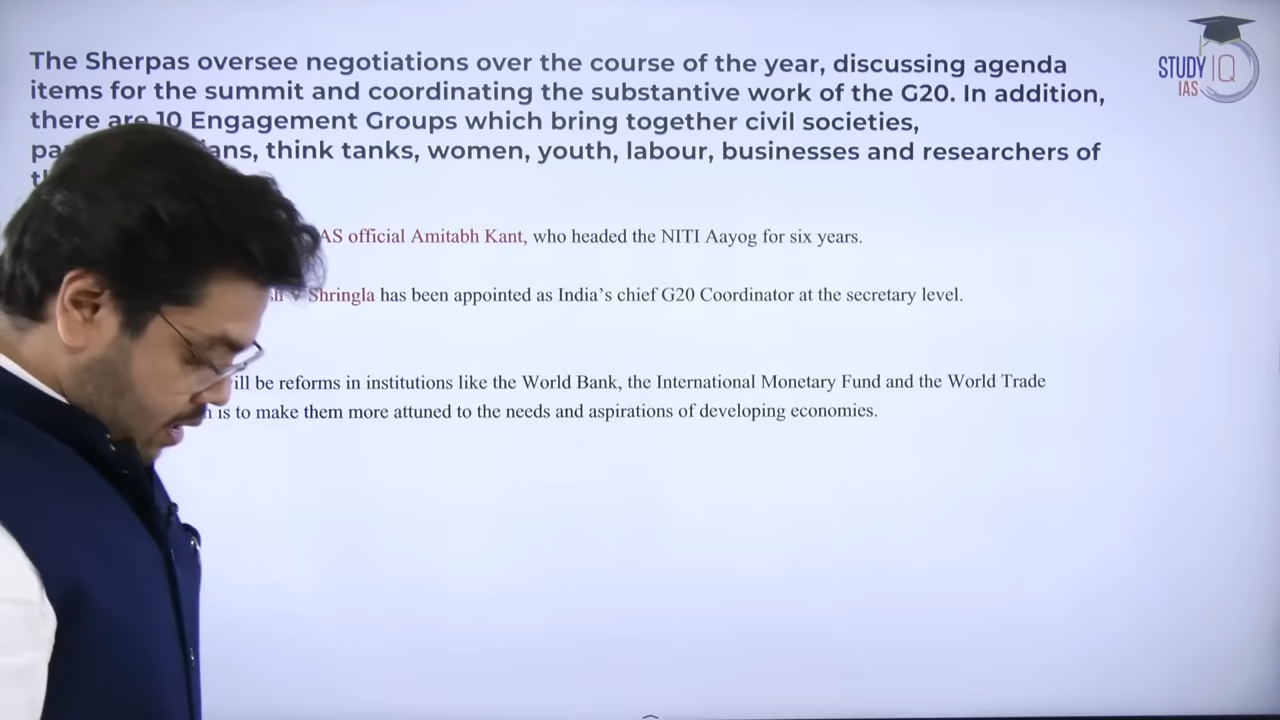 The Sherpas oversee negotiations over the course of the year, discussing agenda
items for the summit and coordinating the substantive work of the G20. In addition,
there are 10 Engagement Groups which bring together civil societies,
think tanks, women, youth, labour, businesses and researchers of
official Amitabh Kant, who headed the NITI Aayog for six years.
Shringla has been appointed as India's chief G20 Coordinator at the secretary level.
be reforms in institutions like the World Bank, the International Monetary Fund and the World Trade
is to make them more attuned to the needs and aspirations of developing economies.
STUDY IQ
IAS